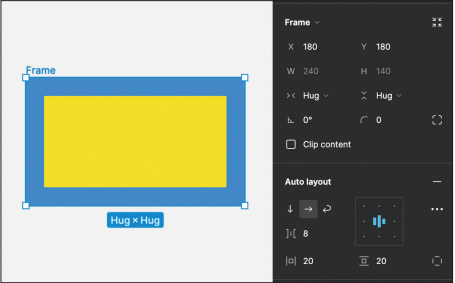 Frame
Hug × Hug
Frame
X 180 Y 180
W 240 H 140
Hug Hug
0° 0
Clip content
Auto layout
8
20 20